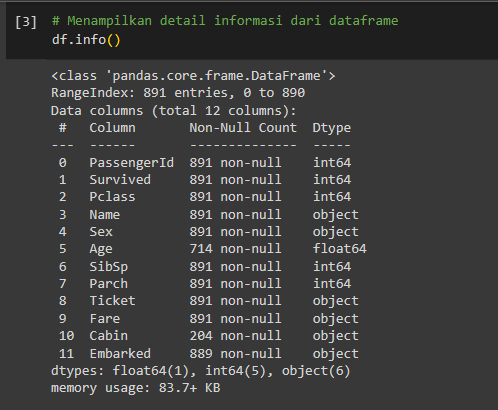 [3] # Menampilkan detail informasi dari dataframe
df.info()
<class 'pandas.core.frame.DataFrame'>
RangeIndex: 891 entries, 0 to 890
Data columns (total 12 columns):
 #   Column       Non-Null Count  Dtype
---  ------       --------------  -----
 0   PassengerId  891 non-null    int64
 1   Survived     891 non-null    int64
 2   Pclass       891 non-null    int64
 3   Name         891 non-null    object
 4   Sex          891 non-null    object
 5   Age          714 non-null    float64
 6   SibSp        891 non-null    int64
 7   Parch        891 non-null    int64
 8   Ticket       891 non-null    object
 9   Fare         891 non-null    object
 10  Cabin        204 non-null    object
 11  Embarked     889 non-null    object
dtypes: float64(1), int64(5), object(6)
memory usage: 83.7+ KB